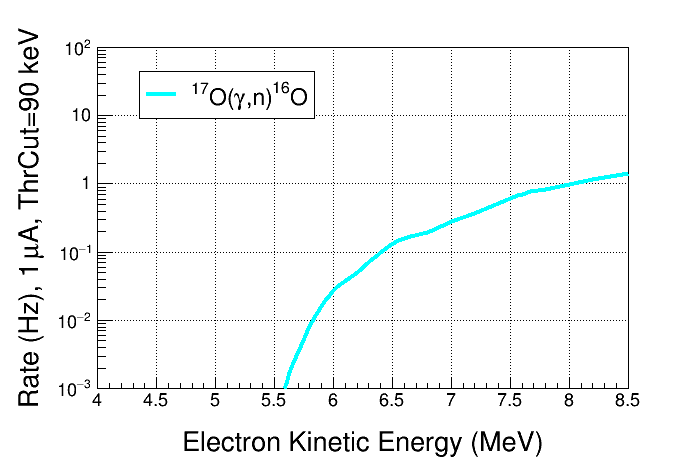 Rate (Hz), 1 μA, ThrCut=90 keV
10²
10
1
10⁻¹
10⁻²
10⁻³
¹⁷O(γ,n)¹⁶O
4 4.5 5 5.5 6 6.5 7 7.5 8 8.5
Electron Kinetic Energy (MeV)